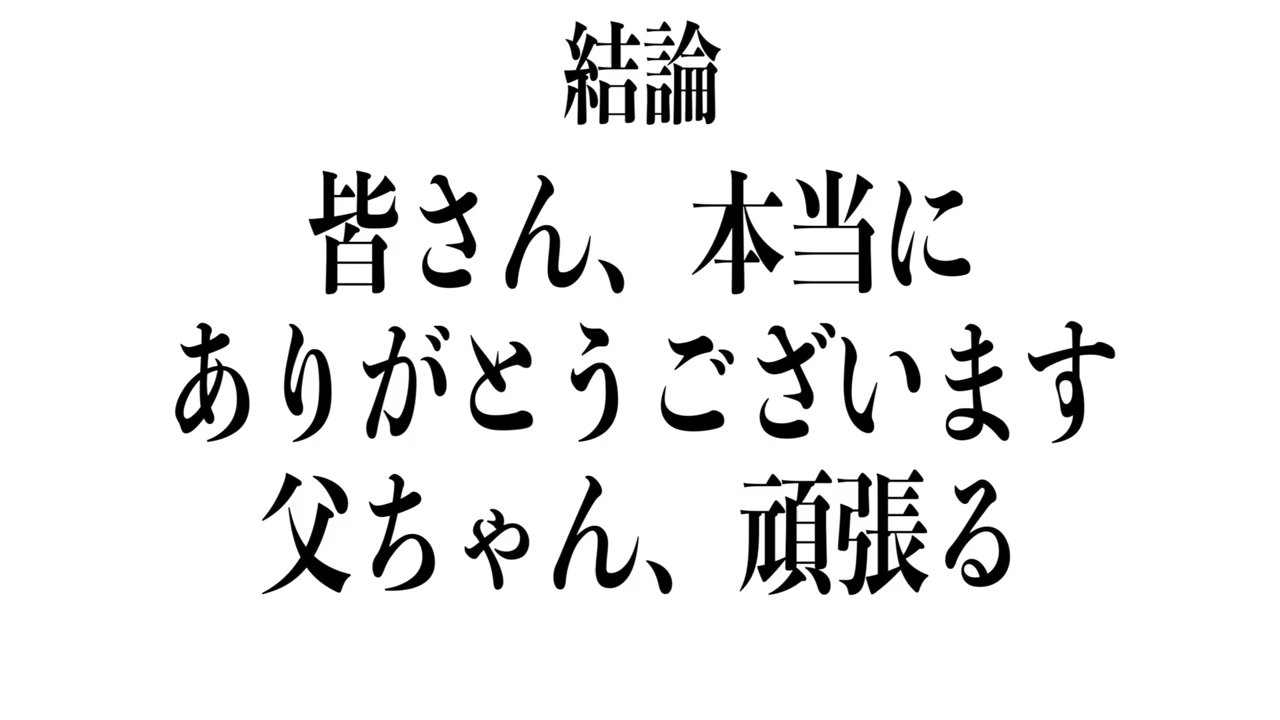 結論
皆さん、本当に
ありがとうございます
父ちゃん、頑張る